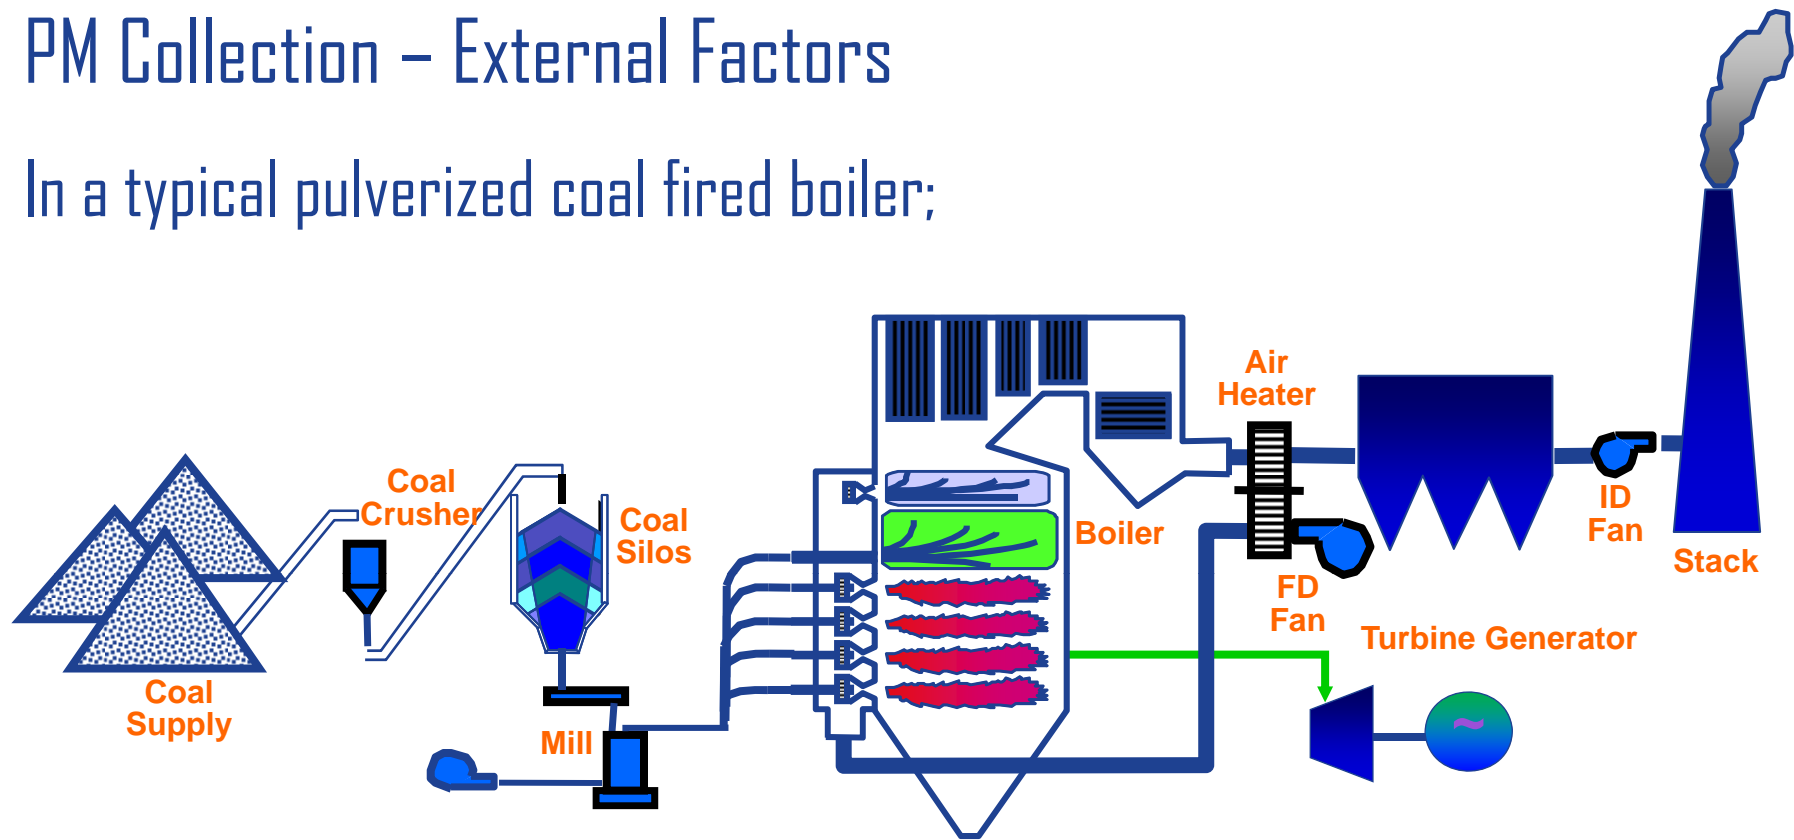 PM Collection – External Factors
In a typical pulverized coal fired boiler;
Air
Heater
Coal
Crusher
Coal
Silos
Boiler
ID
Fan
Stack
FD
Fan
Turbine Generator
Coal
Supply
Mill
~